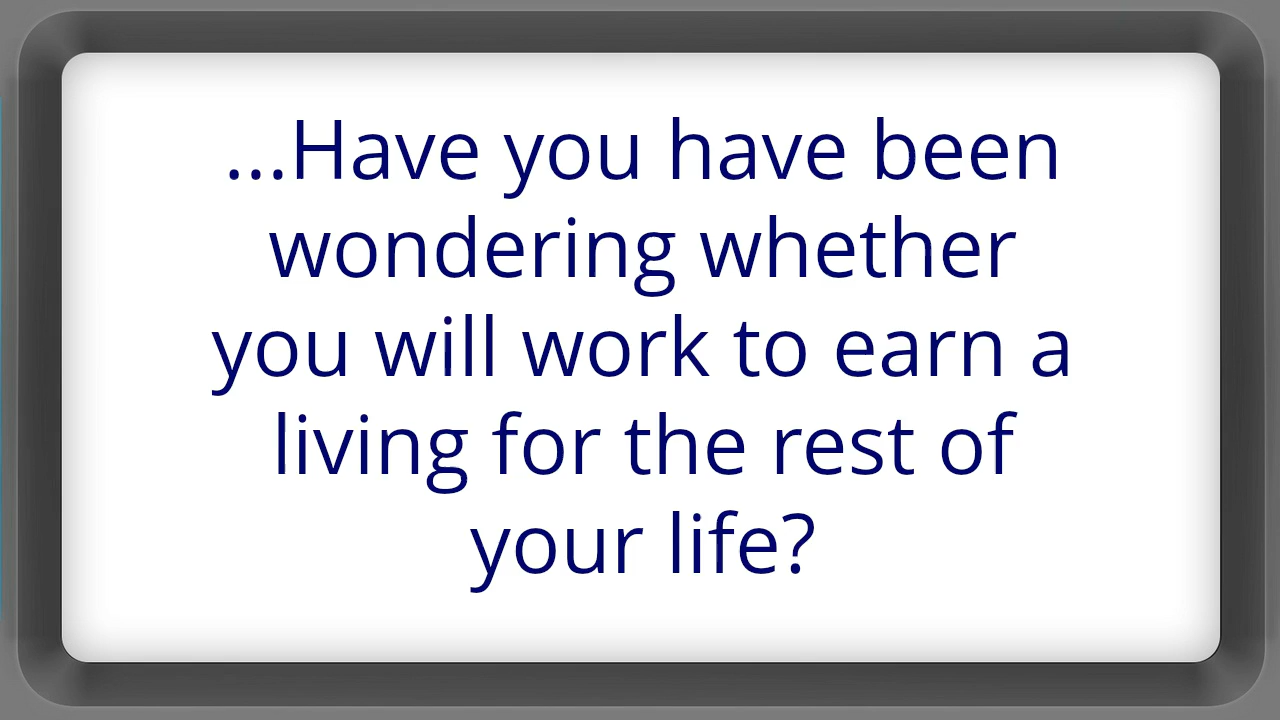 ...Have you have been
wondering whether
you will work to earn a
living for the rest of
your life?